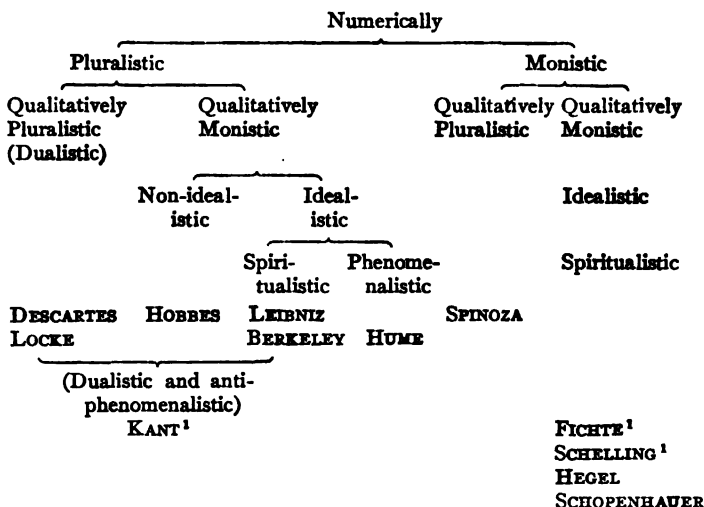 Numerically
Pluralistic Monistic
Qualitatively Qualitatively Qualitatively Qualitatively
Pluralistic Monistic Pluralistic Monistic
(Dualistic)
Non-ideal- Ideal- Idealistic
istic istic
Spiri- Phenome- Spiritualistic
tualistic nalistic
DESCARTES HOBBES LEIBNIZ SPINOZA
LOCKE BERKELEY HUME
(Dualistic and anti-
phenomenalistic)
KANT¹ FICHTE¹
SCHELLING¹
HEGEL
SCHOPENHAUER